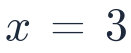 x = 3